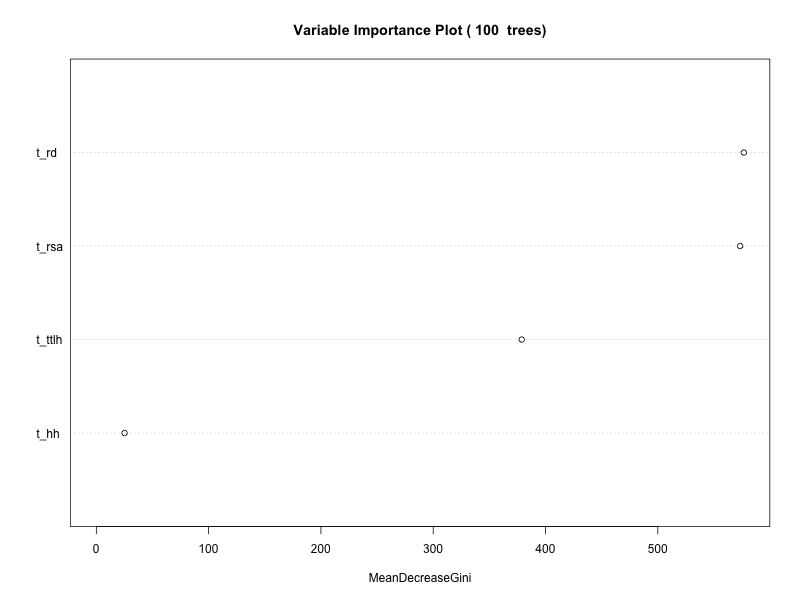 Variable Importance Plot ( 100  trees)
t_rd
t_rsa
t_ttlh
t_hh
0 100 200 300 400 500
MeanDecreaseGini